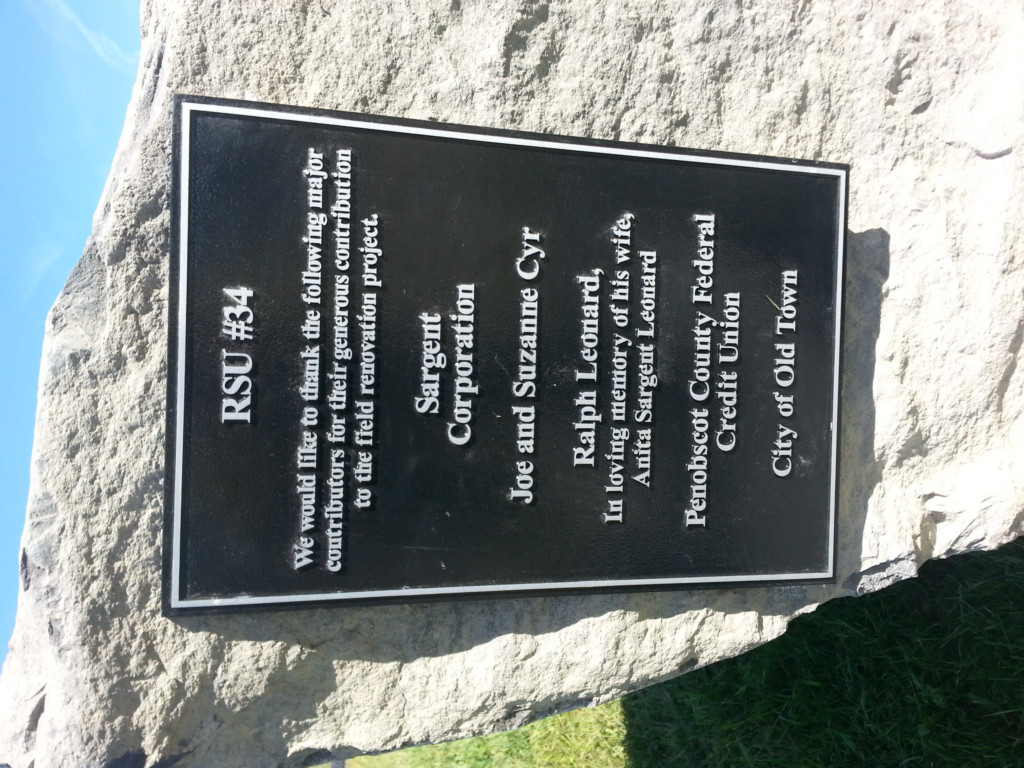 RSU #34
We would like to thank the following major
contributors for their generous contribution
to the field renovation project.
Sargent
Corporation
Joe and Suzanne Cyr
Ralph Leonard,
In loving memory of his wife,
Anita Sargent Leonard
Penobscot County Federal
Credit Union
City of Old Town